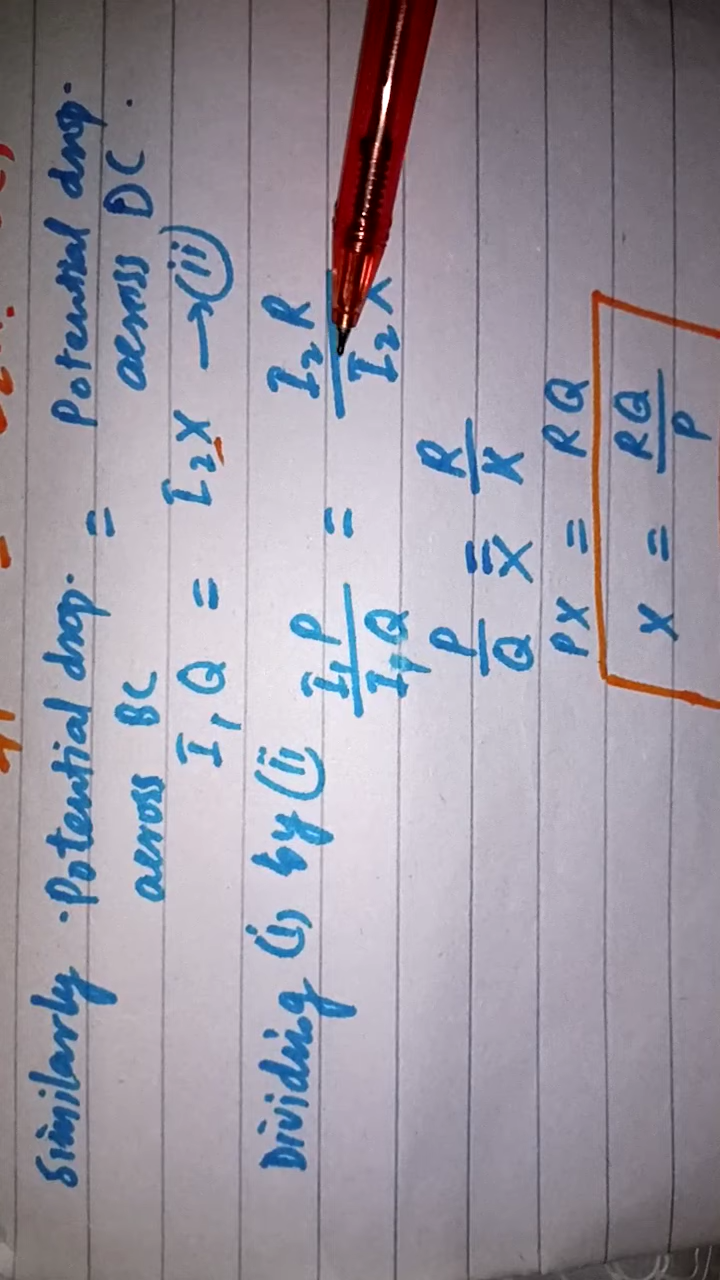 Similarly Potential drop. = Potential drop.
across BC across DC.
I₁Q = I₂X → (ii)
Dividing (i) by (ii)
I₁P/I₁Q = I₂R/I₂X
P/Q = R/X
PX = RQ
X = RQ/P